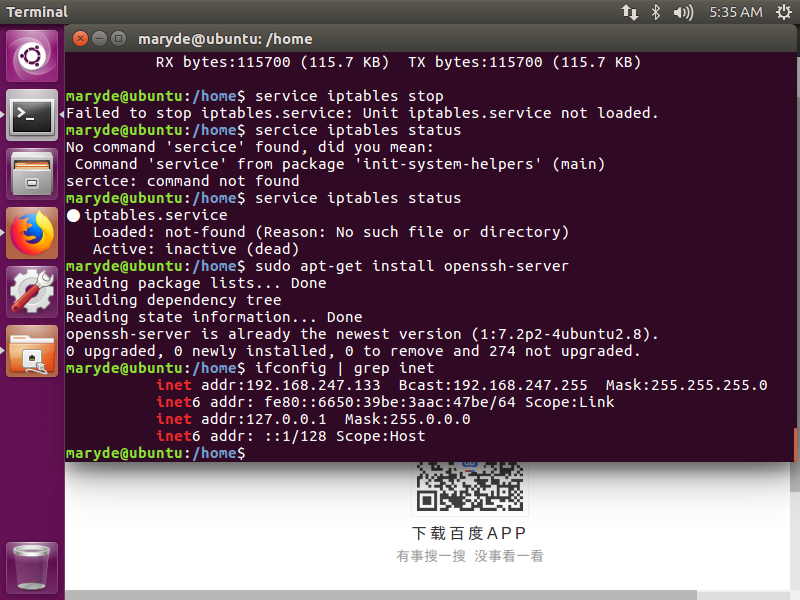 Terminal
5:35 AM
maryde@ubuntu: /home
RX bytes:115700 (115.7 KB)  TX bytes:115700 (115.7 KB)
maryde@ubuntu:/home$ service iptables stop
Failed to stop iptables.service: Unit iptables.service not loaded.
maryde@ubuntu:/home$ sercice iptables status
No command 'sercice' found, did you mean:
 Command 'service' from package 'init-system-helpers' (main)
sercice: command not found
maryde@ubuntu:/home$ service iptables status
● iptables.service
   Loaded: not-found (Reason: No such file or directory)
   Active: inactive (dead)
maryde@ubuntu:/home$ sudo apt-get install openssh-server
Reading package lists... Done
Building dependency tree
Reading state information... Done
openssh-server is already the newest version (1:7.2p2-4ubuntu2.8).
0 upgraded, 0 newly installed, 0 to remove and 274 not upgraded.
maryde@ubuntu:/home$ ifconfig | grep inet
          inet addr:192.168.247.133  Bcast:192.168.247.255  Mask:255.255.255.0
          inet6 addr: fe80::6650:39be:3aac:47be/64 Scope:Link
          inet addr:127.0.0.1  Mask:255.0.0.0
          inet6 addr: ::1/128 Scope:Host
maryde@ubuntu:/home$
下载百度APP
有事搜一搜 没事看一看